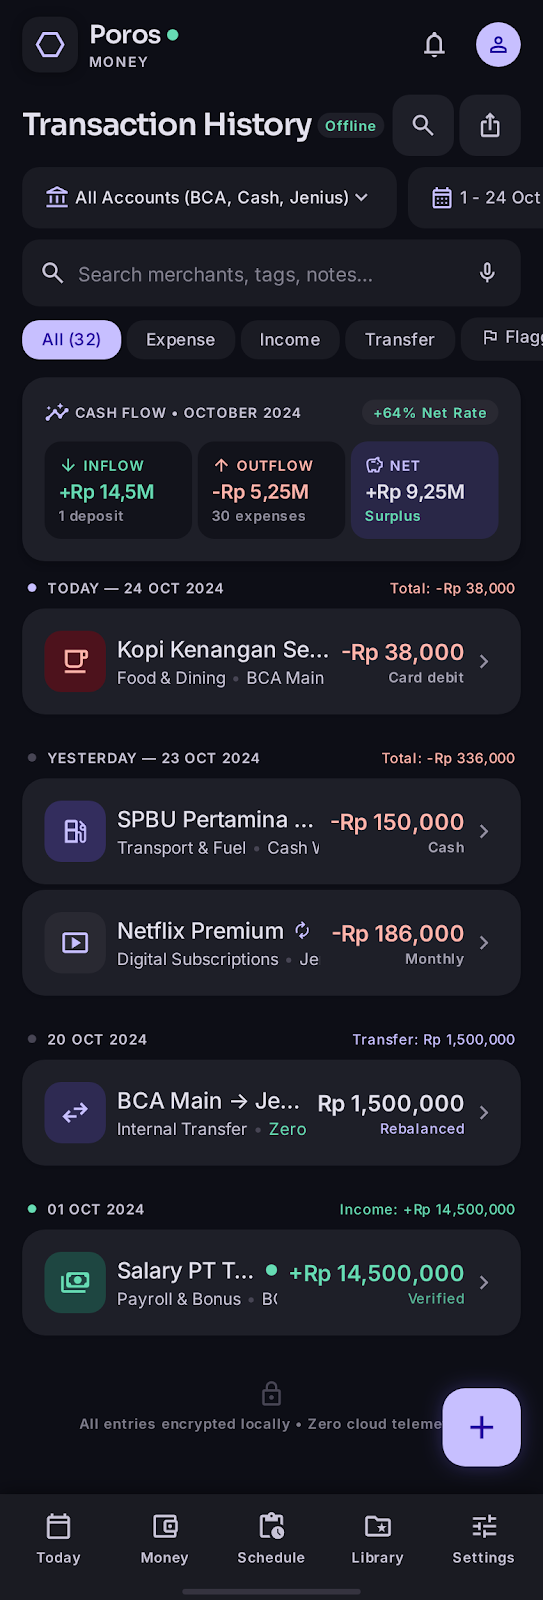 Poros
MONEY
Transaction History
Offline
All Accounts (BCA, Cash, Jenius)
1 - 24 Oct
Search merchants, tags, notes...
All (32)
Expense
Income
Transfer
Flagg
CASH FLOW • OCTOBER 2024
+64% Net Rate
INFLOW
+Rp 14,5M
1 deposit
OUTFLOW
-Rp 5,25M
30 expenses
NET
+Rp 9,25M
Surplus
TODAY — 24 OCT 2024
Total: -Rp 38,000
Kopi Kenangan Se...
-Rp 38,000
Food & Dining • BCA Main
Card debit
YESTERDAY — 23 OCT 2024
Total: -Rp 336,000
SPBU Pertamina ...
-Rp 150,000
Transport & Fuel • Cash
Cash
Netflix Premium
-Rp 186,000
Digital Subscriptions • Je
Monthly
20 OCT 2024
Transfer: Rp 1,500,000
BCA Main → Je...
Rp 1,500,000
Internal Transfer • Zero
Rebalanced
01 OCT 2024
Income: +Rp 14,500,000
Salary PT T...
+Rp 14,500,000
Payroll & Bonus •
Verified
All entries encrypted locally • Zero cloud teleme
Today
Money
Schedule
Library
Settings